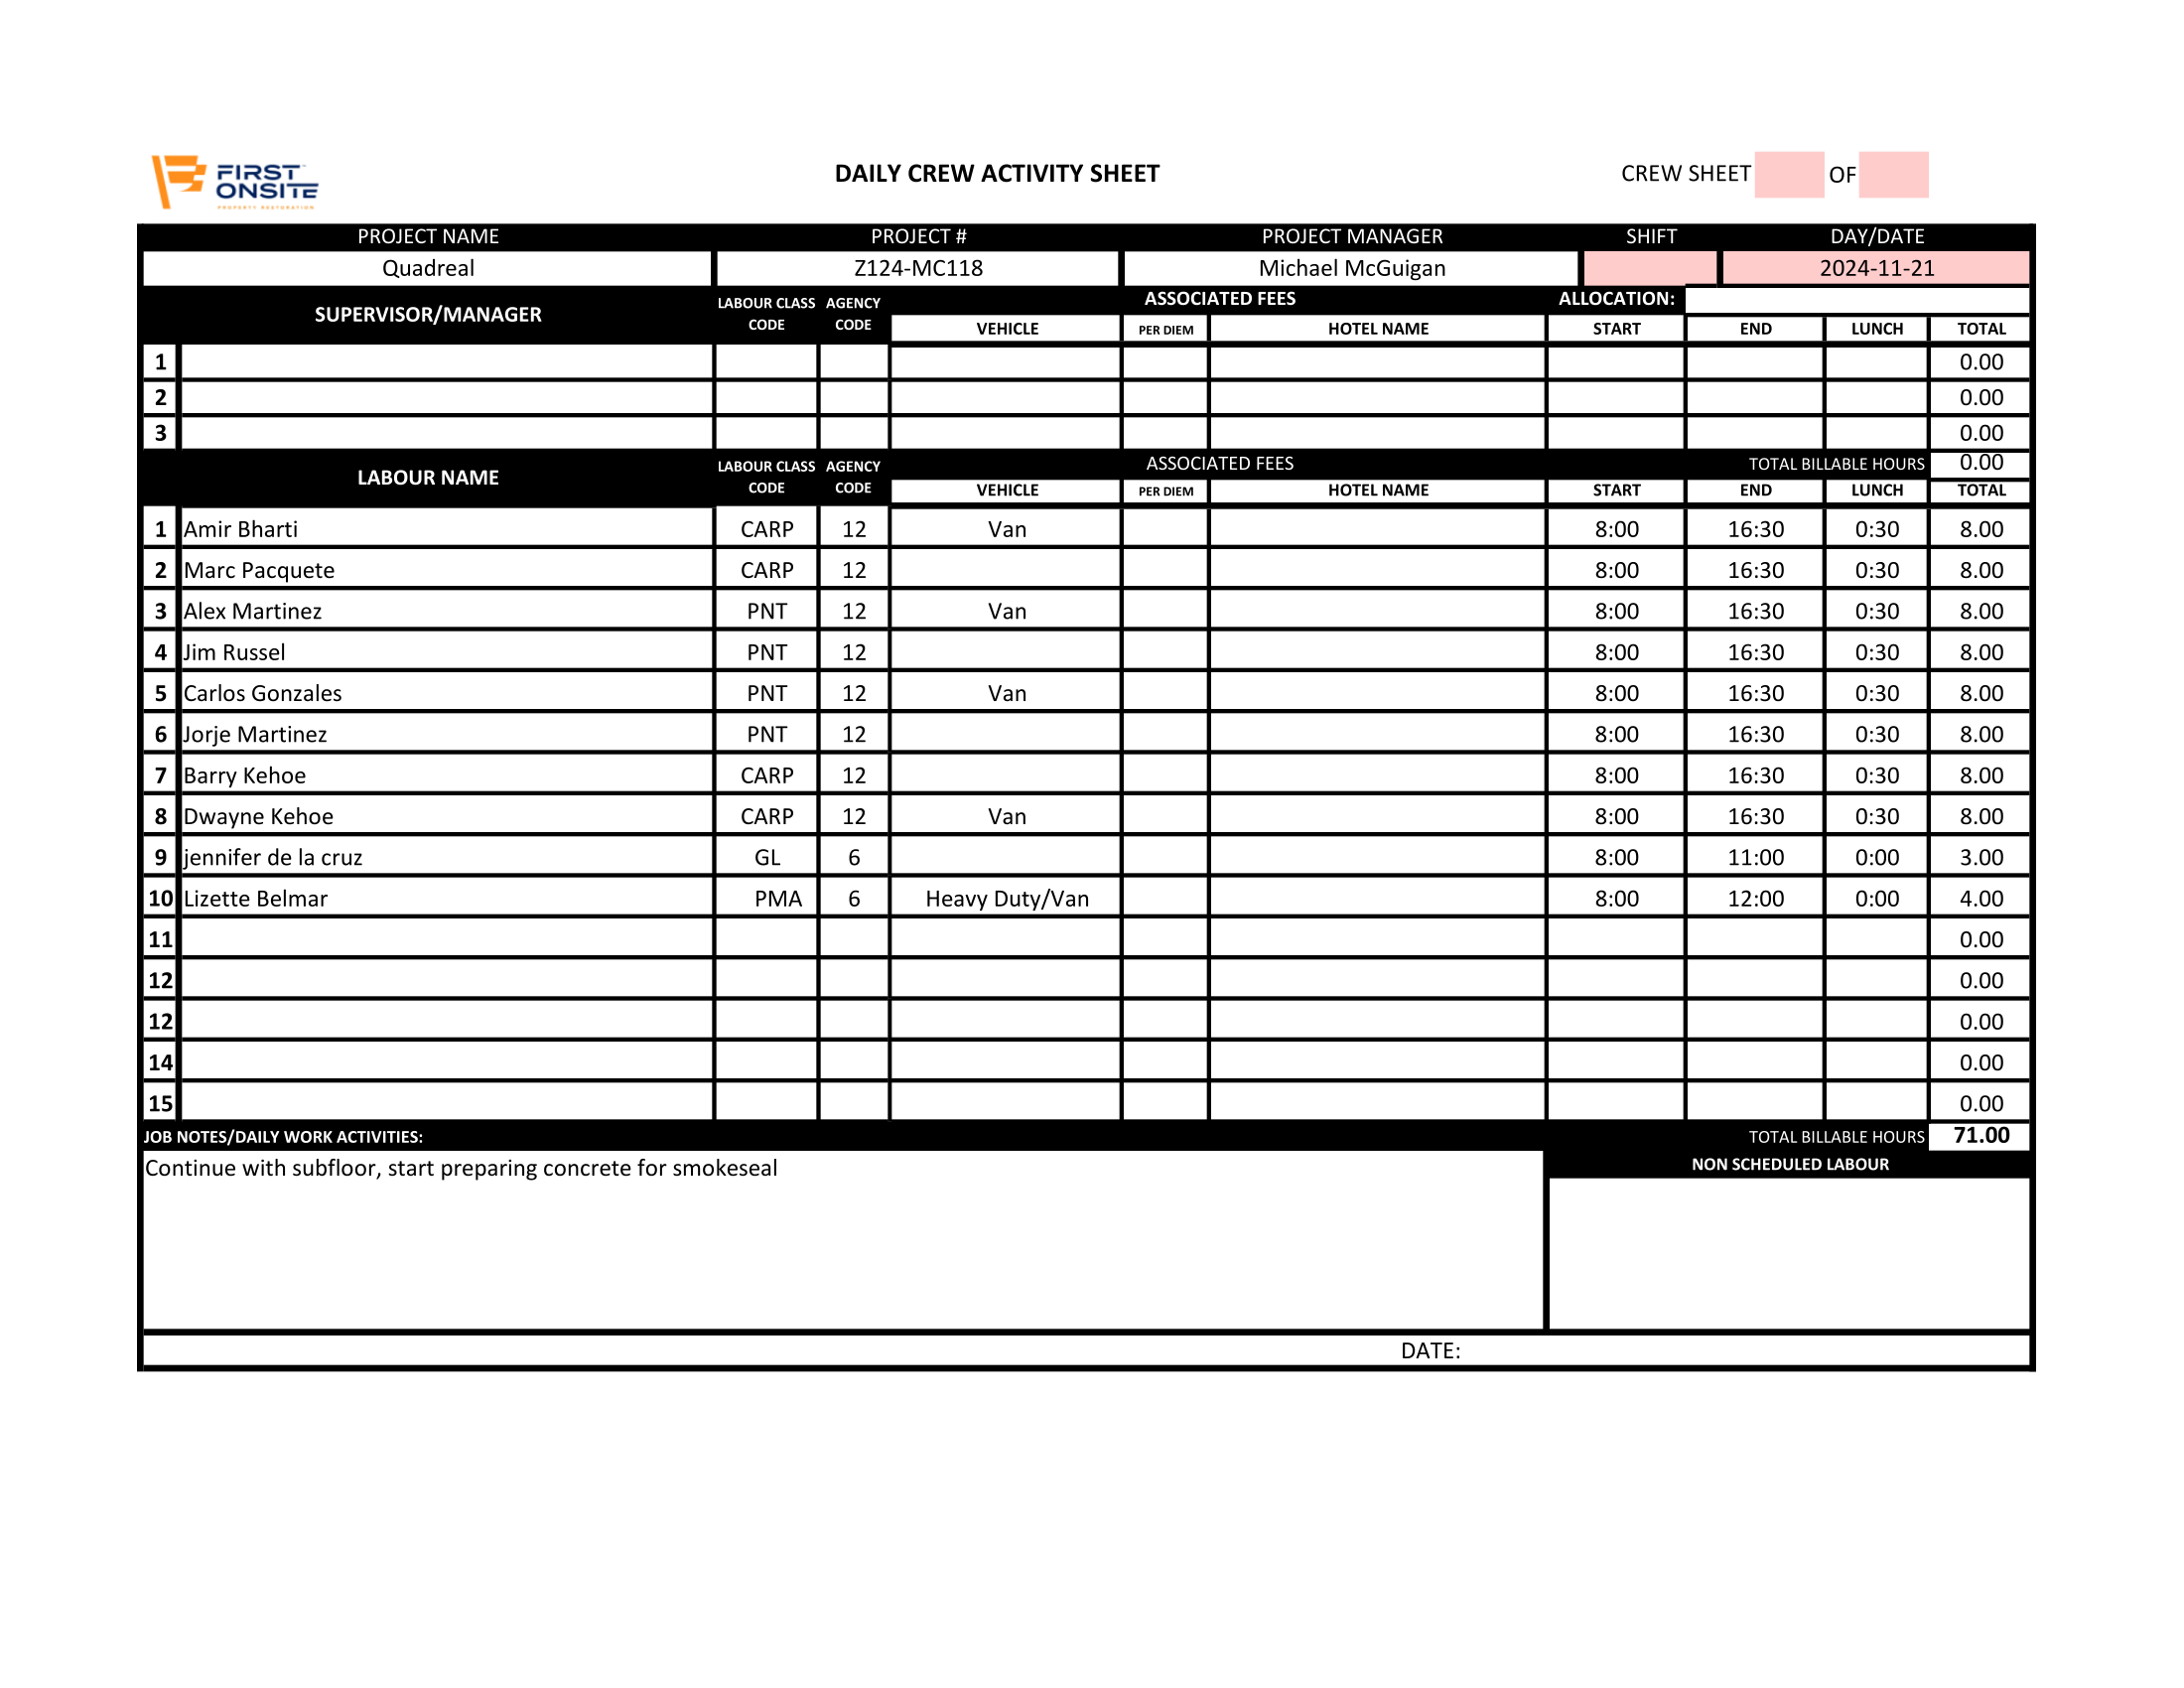 FIRST ONSITE
PROPERTY RESTORATION
DAILY CREW ACTIVITY SHEET
CREW SHEET OF
PROJECT NAME PROJECT # PROJECT MANAGER SHIFT DAY/DATE
Quadreal Z124-MC118 Michael McGuigan 2024-11-21
SUPERVISOR/MANAGER LABOUR CLASS CODE AGENCY CODE ASSOCIATED FEES ALLOCATION:
VEHICLE PER DIEM HOTEL NAME START END LUNCH TOTAL
1 0.00
2 0.00
3 0.00
LABOUR NAME LABOUR CLASS CODE AGENCY CODE ASSOCIATED FEES TOTAL BILLABLE HOURS 0.00
VEHICLE PER DIEM HOTEL NAME START END LUNCH TOTAL
1 Amir Bharti CARP 12 Van 8:00 16:30 0:30 8.00
2 Marc Pacquete CARP 12 8:00 16:30 0:30 8.00
3 Alex Martinez PNT 12 Van 8:00 16:30 0:30 8.00
4 Jim Russel PNT 12 8:00 16:30 0:30 8.00
5 Carlos Gonzales PNT 12 Van 8:00 16:30 0:30 8.00
6 Jorje Martinez PNT 12 8:00 16:30 0:30 8.00
7 Barry Kehoe CARP 12 8:00 16:30 0:30 8.00
8 Dwayne Kehoe CARP 12 Van 8:00 16:30 0:30 8.00
9 jennifer de la cruz GL 6 8:00 11:00 0:00 3.00
10 Lizette Belmar PMA 6 Heavy Duty/Van 8:00 12:00 0:00 4.00
11 0.00
12 0.00
12 0.00
14 0.00
15 0.00
JOB NOTES/DAILY WORK ACTIVITIES: TOTAL BILLABLE HOURS 71.00
Continue with subfloor, start preparing concrete for smokeseal
NON SCHEDULED LABOUR
DATE: